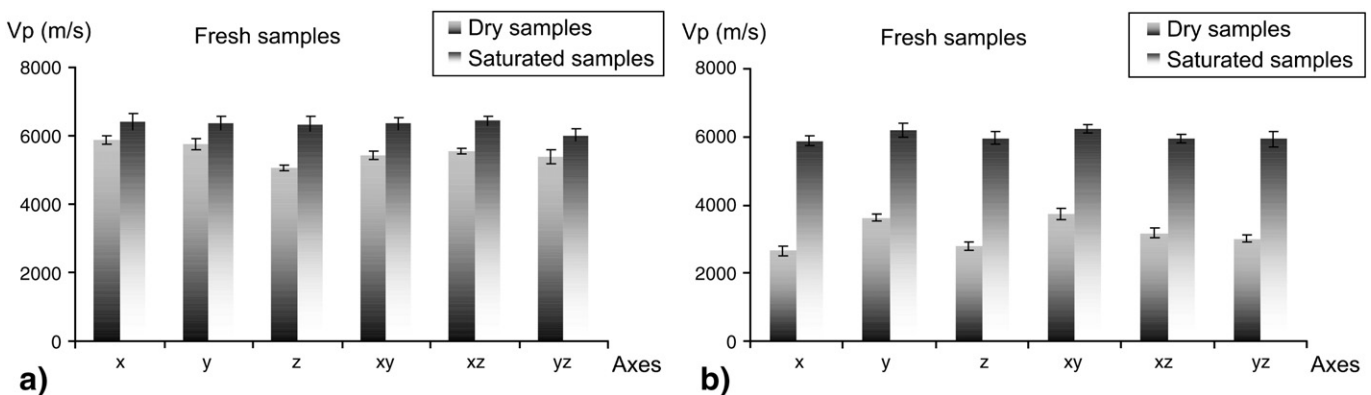 Vp (m/s)
Fresh samples
Dry samples
Saturated samples
8000
6000
4000
2000
0
x y z xy xz yz Axes
a)
Vp (m/s)
Fresh samples
Dry samples
Saturated samples
8000
6000
4000
2000
0
x y z xy xz yz Axes
b)